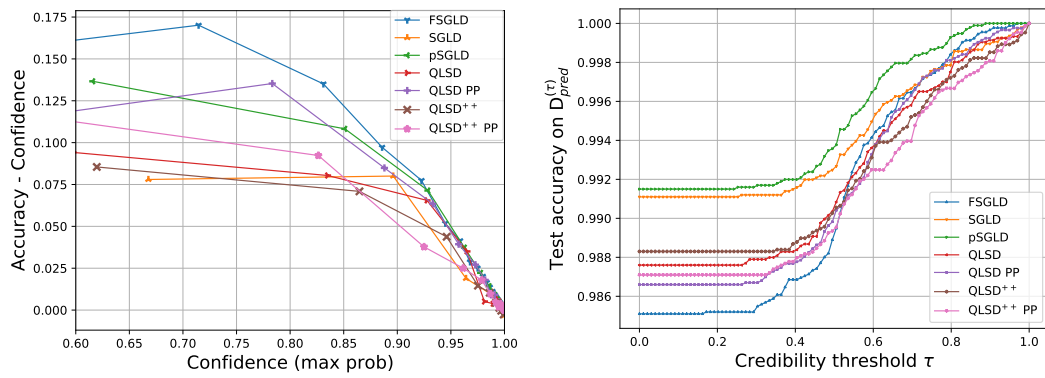 0.175
0.150
0.125
0.100
0.075
0.050
0.025
0.000
Accuracy - Confidence
0.60 0.65 0.70 0.75 0.80 0.85 0.90 0.95 1.00
Confidence (max prob)
FSGLD
SGLD
pSGLD
QLSD
QLSD PP
QLSD⁺⁺
QLSD⁺⁺ PP
1.000
0.998
0.996
0.994
0.992
0.990
0.988
0.986
Test accuracy on D_{pred}^{(τ)}
0.0 0.2 0.4 0.6 0.8 1.0
Credibility threshold τ
FSGLD
SGLD
pSGLD
QLSD
QLSD PP
QLSD⁺⁺
QLSD⁺⁺ PP